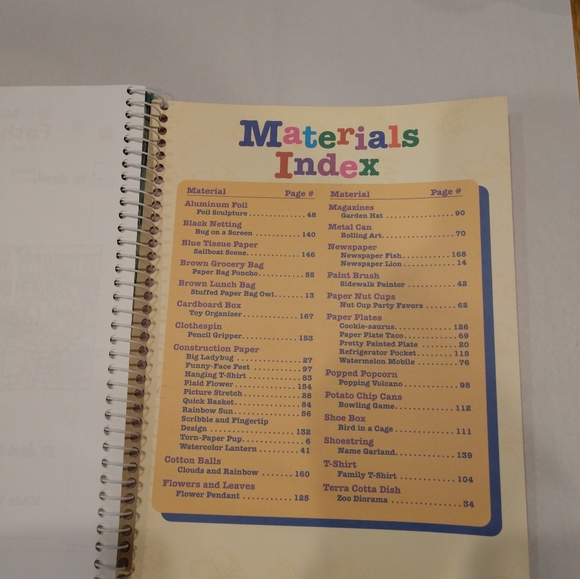 Materials
Index
Material Page #
Aluminum Foil
Foil Sculpture . . . . . . . . . . . . 48
Black Netting
Bug on a Screen . . . . . . . . . . . 140
Blue Tissue Paper
Sailboat Scene. . . . . . . . . . . . 146
Brown Grocery Bag
Paper Bag Poncho. . . . . . . . . . 55
Brown Lunch Bag
Stuffed Paper Bag Owl. . . . . . 13
Cardboard Box
Toy Organizer. . . . . . . . . . . . . 167
Clothespin
Pencil Gripper. . . . . . . . . . . . . 153
Construction Paper
Big Ladybug . . . . . . . . . . . . . . 27
Funny-Face Feet . . . . . . . . . . 97
Hanging T-Shirt . . . . . . . . . . . 83
Plaid Flower . . . . . . . . . . . . . . 154
Picture Stretch . . . . . . . . . . . . 38
Quick Basket. . . . . . . . . . . . . . 84
Rainbow Sun. . . . . . . . . . . . . . 56
Scribble and Fingertip
Design . . . . . . . . . . . . . . . . . 132
Torn-Paper Pup. . . . . . . . . . . . 6
Watercolor Lantern . . . . . . . . 41
Cotton Balls
Clouds and Rainbow . . . . . . . 160
Flowers and Leaves
Flower Pendant . . . . . . . . . . . . 125
Material Page #
Magazines
Garden Hat . . . . . . . . . . . . . . . 90
Metal Can
Rolling Art. . . . . . . . . . . . . . . . 70
Newspaper
Newspaper Fish. . . . . . . . . . . . 168
Newspaper Lion . . . . . . . . . . . 14
Paint Brush
Sidewalk Painter . . . . . . . . . . 42
Paper Nut Cups
Nut Cup Party Favors . . . . . . . 62
Paper Plates
Cookie-saurus. . . . . . . . . . . . . 126
Paper Plate Taco. . . . . . . . . . . 69
Pretty Painted Plate . . . . . . . . 20
Refrigerator Pocket. . . . . . . . . 118
Watermelon Mobile . . . . . . . . . 76
Popped Popcorn
Popping Volcano . . . . . . . . . . . 98
Potato Chip Cans
Bowling Game. . . . . . . . . . . . . 112
Shoe Box
Bird in a Cage . . . . . . . . . . . . . 111
Shoestring
Name Garland. . . . . . . . . . . . . 139
T-Shirt
Family T-Shirt . . . . . . . . . . . . 104
Terra Cotta Dish
Zoo Diorama . . . . . . . . . . . . . . 34